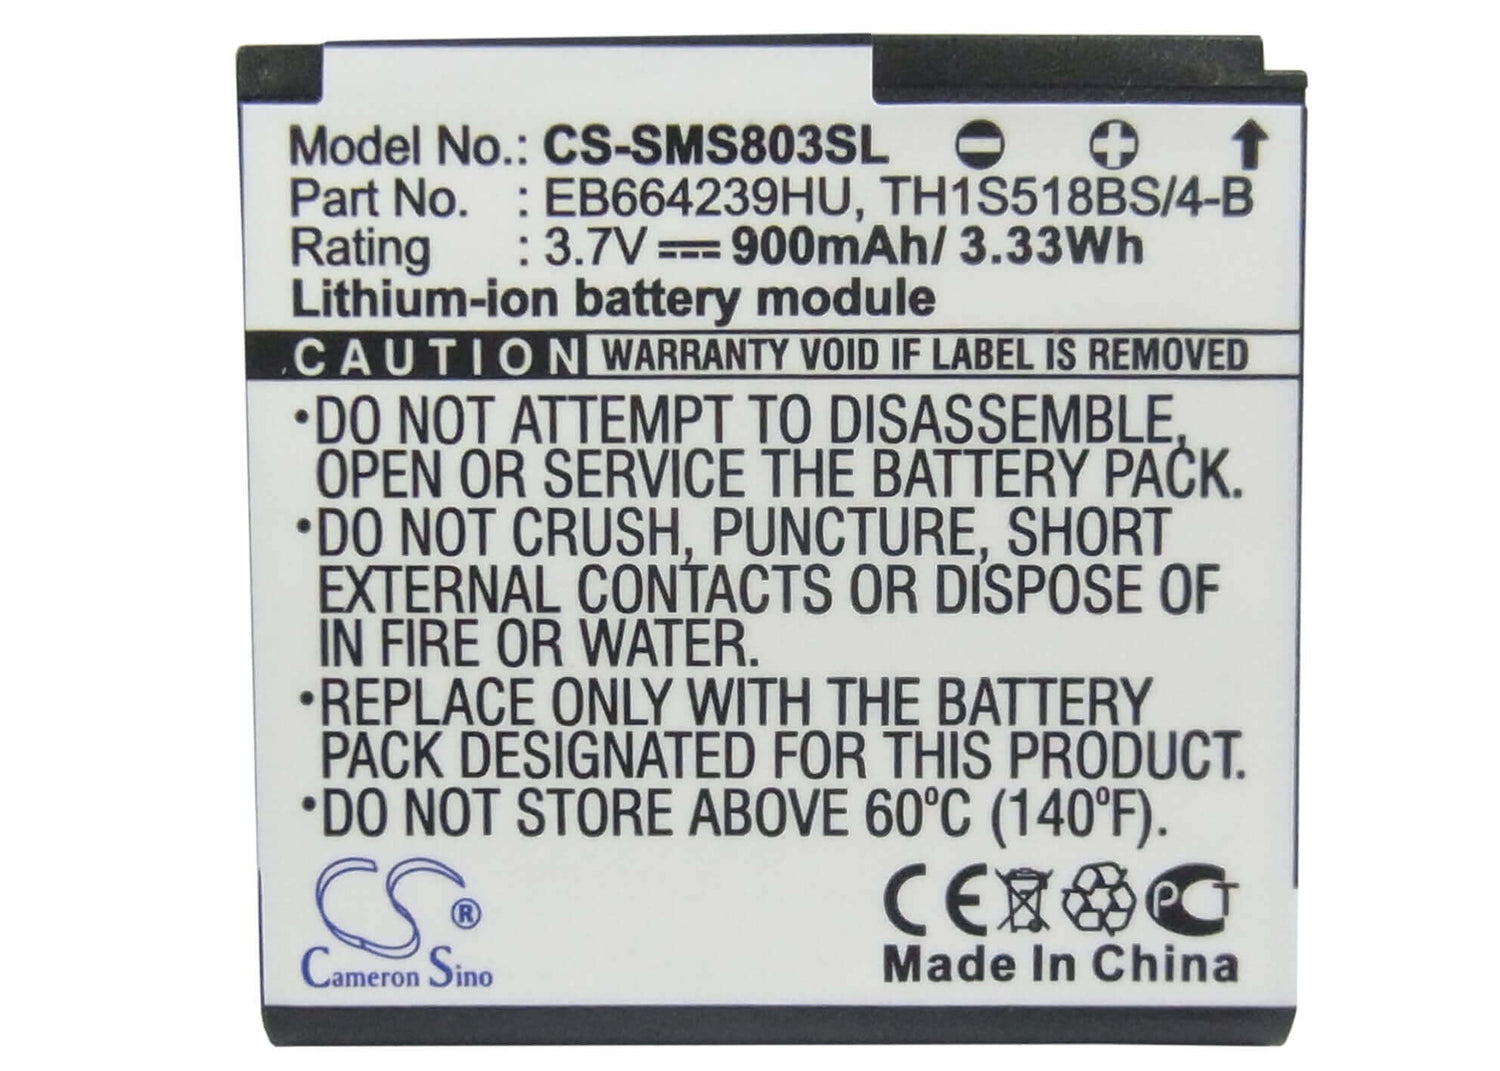 Model No.: CS-SMS803SL
Part No. : EB664239HU, TH1S518BS/4-B
Rating : 3.7V 900mAh/ 3.33Wh
Lithium-ion battery module
CAUTION WARRANTY VOID IF LABEL IS REMOVED
•DO NOT ATTEMPT TO DISASSEMBLE,
OPEN OR SERVICE THE BATTERY PACK.
•DO NOT CRUSH, PUNCTURE, SHORT
EXTERNAL CONTACTS OR DISPOSE OF
IN FIRE OR WATER.
•REPLACE ONLY WITH THE BATTERY
PACK DESIGNATED FOR THIS PRODUCT.
•DO NOT STORE ABOVE 60°C (140°F).
CS®
Cameron Sino
CE PCT
Made In China